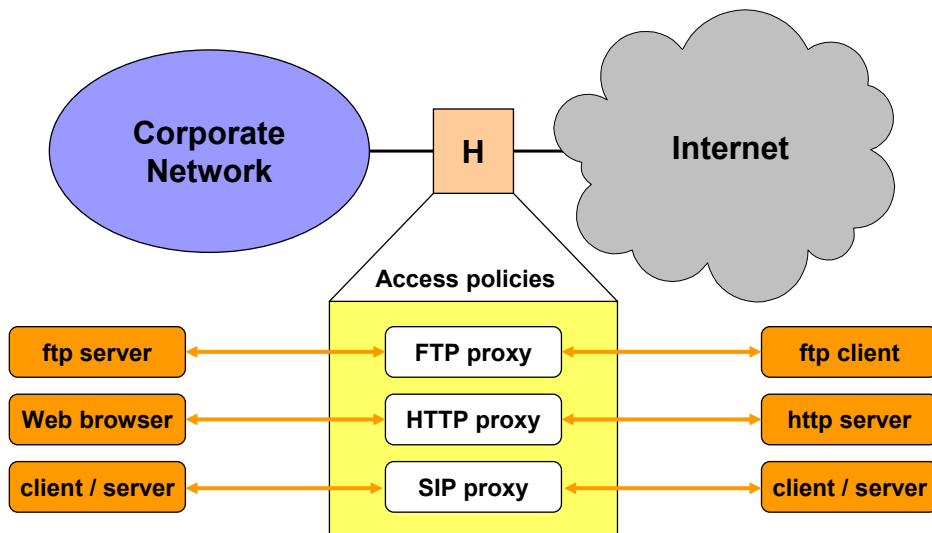 Corporate
Network
H
Internet
Access policies
ftp server
FTP proxy
ftp client
Web browser
HTTP proxy
http server
client / server
SIP proxy
client / server